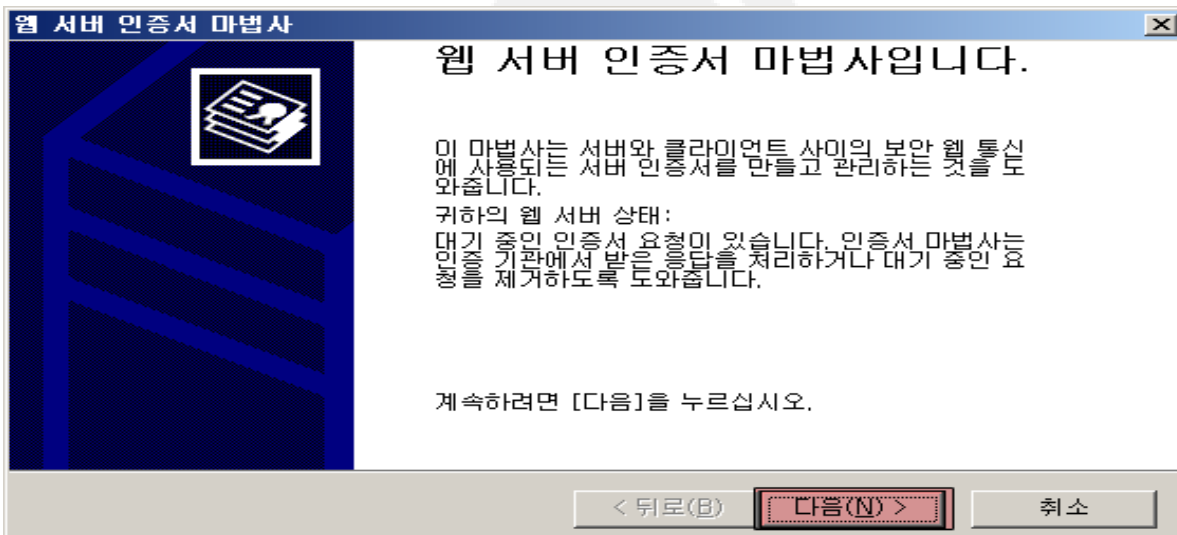 웹 서버 인증서 마법사
웹 서버 인증서 마법사입니다.
이 마법사는 서버와 클라이언트 사이의 보안 웹 통신
에 사용되는 서버 인증서를 만들고 관리하는 것을 도
와줍니다.
귀하의 웹 서버 상태:
대기 중인 인증서 요청이 있습니다. 인증서 마법사는
인증 기관에서 받은 응답을 처리하거나 대기 중인 요
청을 제거하도록 도와줍니다.
계속하려면 [다음]을 누르십시오.
< 뒤로(B) 다음(N) > 취소